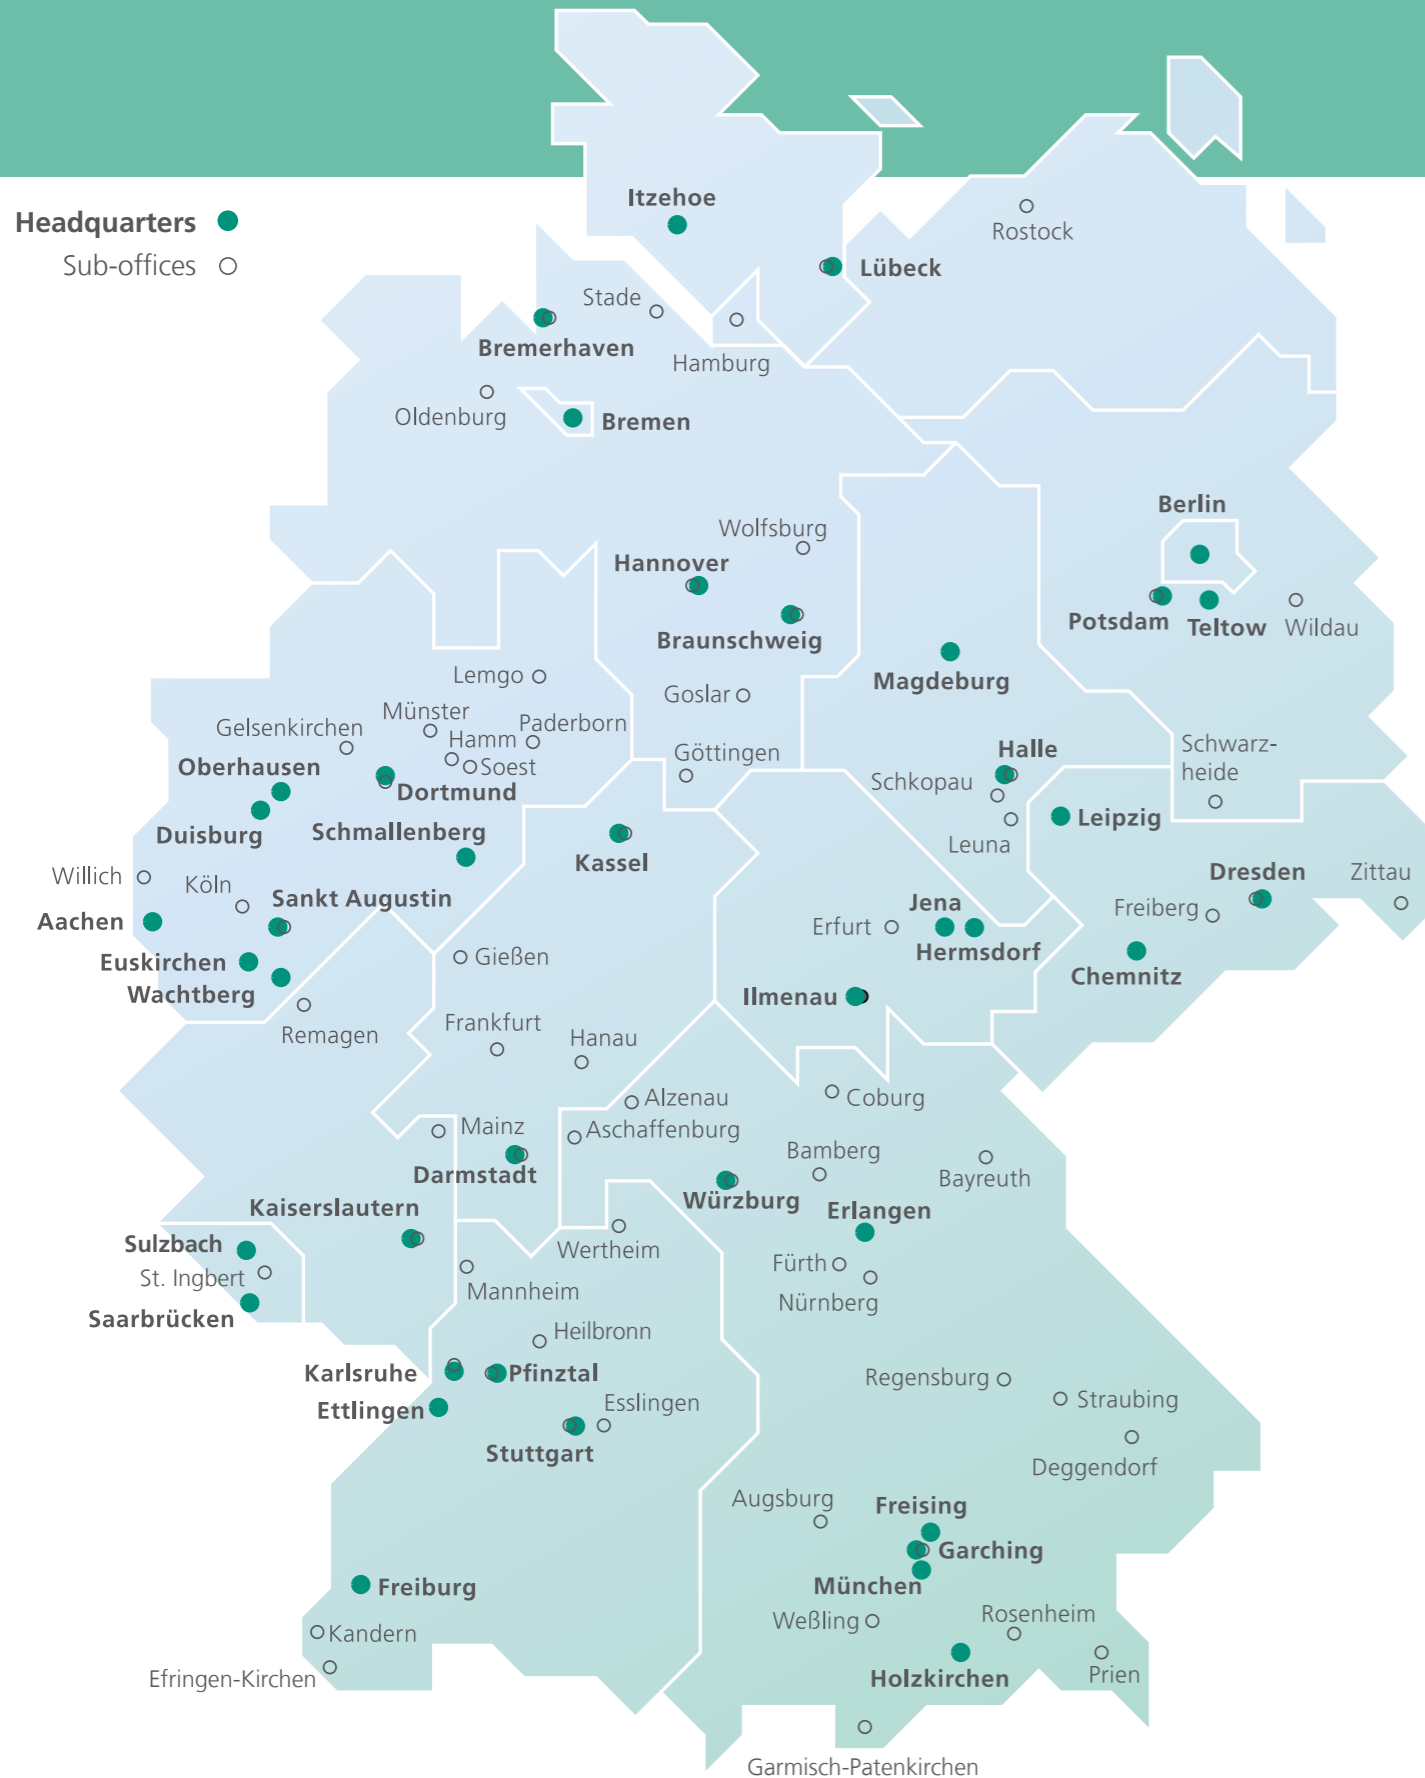 Headquarters
Sub-offices
Itzehoe
Rostock
Lübeck
Stade
Bremerhaven
Hamburg
Oldenburg
Bremen
Berlin
Wolfsburg
Hannover
Potsdam
Teltow
Wildau
Braunschweig
Lemgo
Magdeburg
Goslar
Münster
Paderborn
Gelsenkirchen
Hamm
Soest
Göttingen
Halle
Schwarz-
heide
Oberhausen
Schkopau
Dortmund
Leipzig
Duisburg
Schmallenberg
Kassel
Leuna
Willich
Köln
Sankt Augustin
Dresden
Zittau
Aachen
Jena
Erfurt
Freiberg
Hermsdorf
Euskirchen
Gießen
Chemnitz
Wachtberg
Ilmenau
Remagen
Frankfurt
Hanau
Alzenau
Coburg
Mainz
Aschaffenburg
Bamberg
Bayreuth
Darmstadt
Würzburg
Kaiserslautern
Erlangen
Sulzbach
Wertheim
St. Ingbert
Fürth
Mannheim
Nürnberg
Saarbrücken
Heilbronn
Karlsruhe
Pfinztal
Regensburg
Straubing
Ettlingen
Esslingen
Stuttgart
Deggendorf
Augsburg
Freising
Garching
Freiburg
München
Weßling
Rosenheim
Kandern
Efringen-Kirchen
Holzkirchen
Prien
Garmisch-Patenkirchen